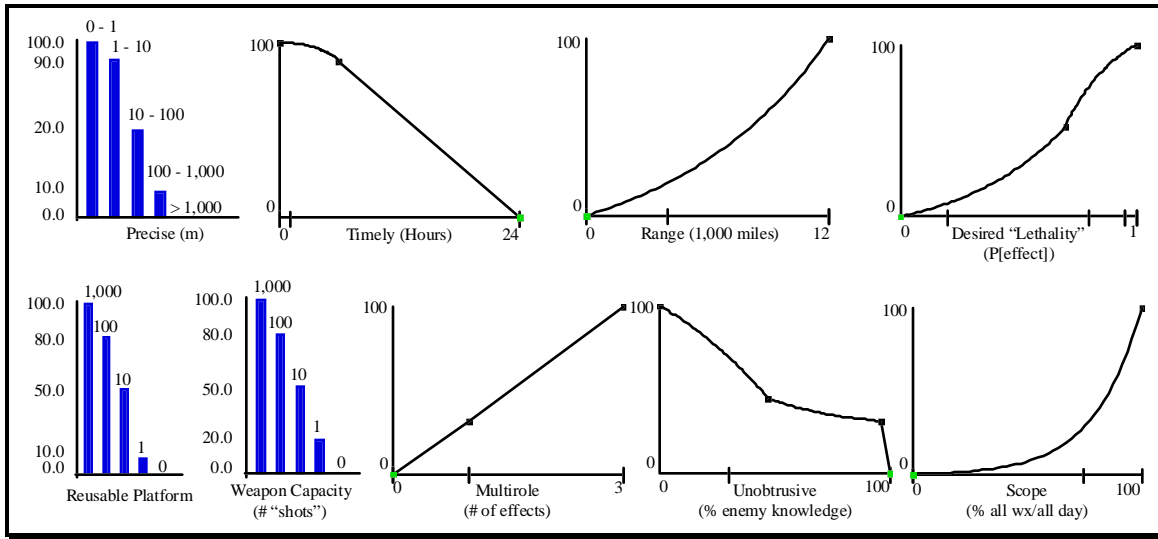 0 - 1
1 - 10
10 - 100
100 - 1,000
> 1,000
100.0
90.0
20.0
10.0
0.0
Precise (m)
100
0
0
Timely (Hours)
24
100
0
0
Range (1,000 miles)
12
100
0
0
Desired “Lethality”
1
(P[effect])
1,000
100
10
1
0
100.0
80.0
50.0
10.0
0.0
Reusable Platform
1,000
100
10
1
0
100.0
80.0
50.0
20.0
0.0
Weapon Capacity
(# “shots”)
100
0
0
Multirole
3
(# of effects)
100
0
0
Unobtrusive
100
(% enemy knowledge)
100
0
0
Scope
100
(% all wx/all day)